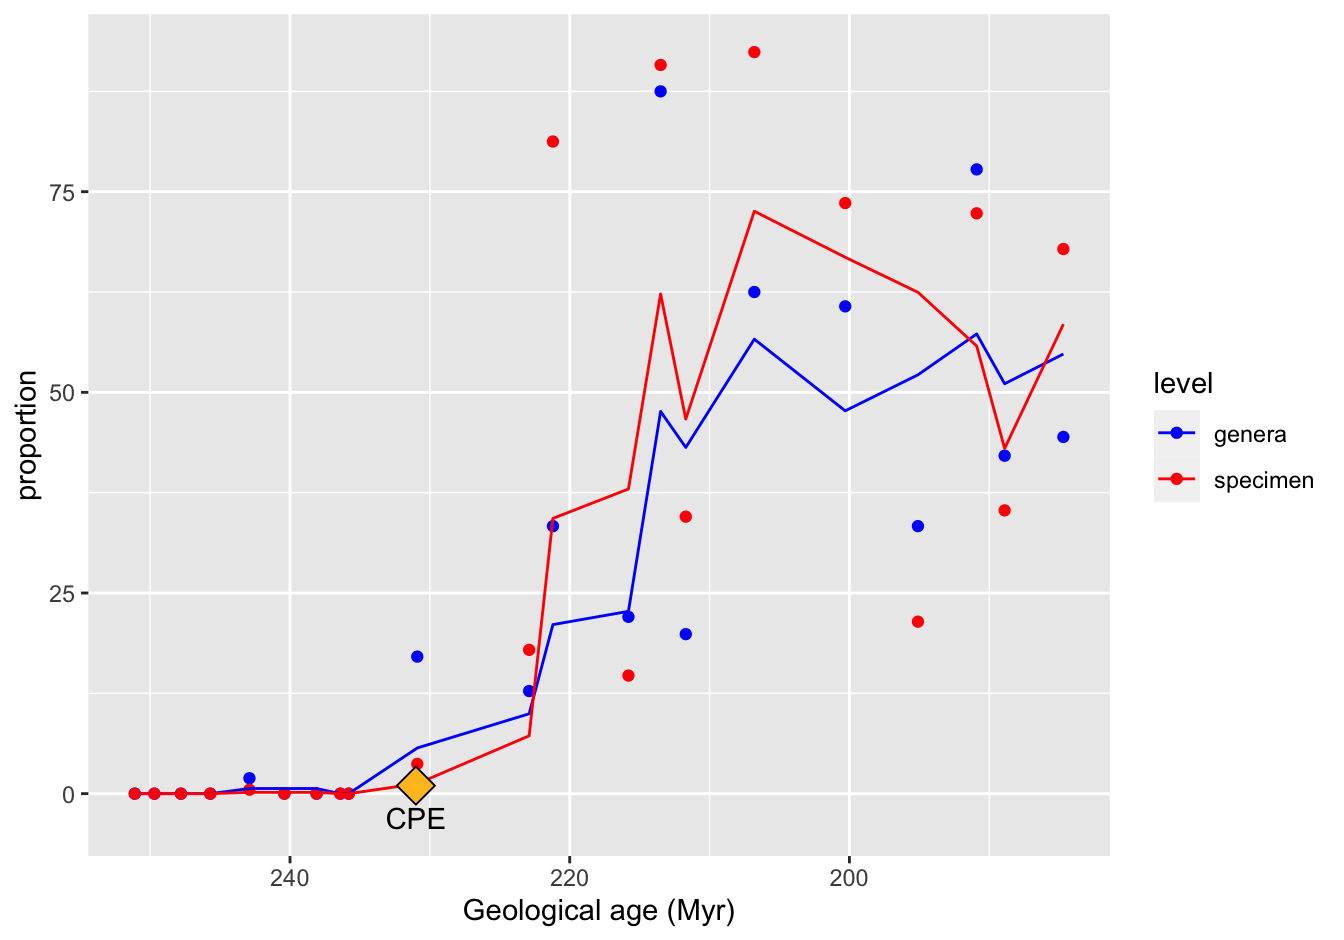 75
50
25
0
proportion
CPE
240
220
200
Geological age (Myr)
level
genera
specimen